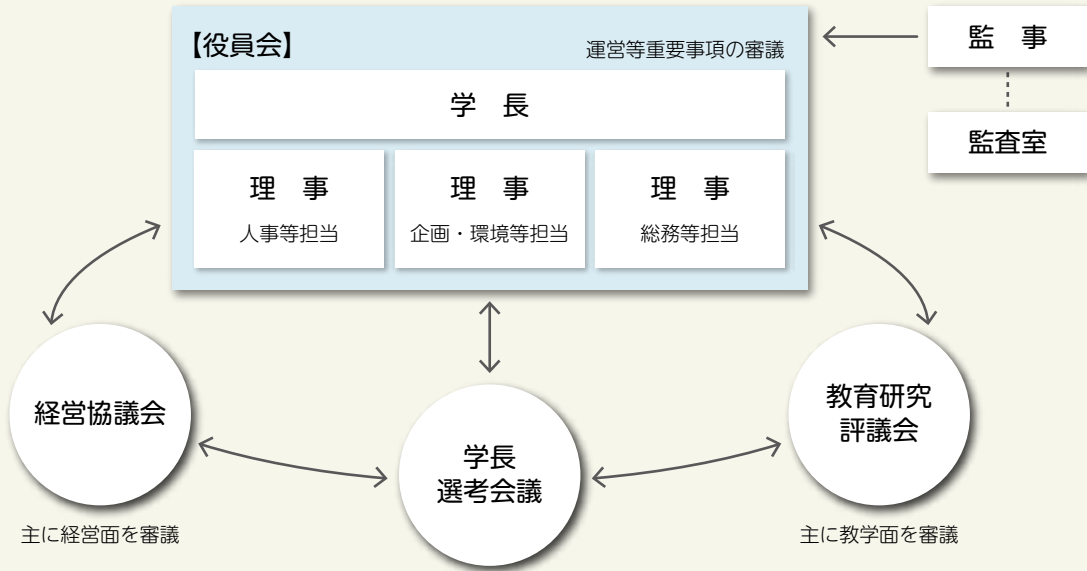 【役員会】
運営等重要事項の審議
学　長
理　事
人事等担当
理　事
企画・環境等担当
理　事
総務等担当
監　事
監査室
経営協議会
主に経営面を審議
学長
選考会議
教育研究
評議会
主に教学面を審議